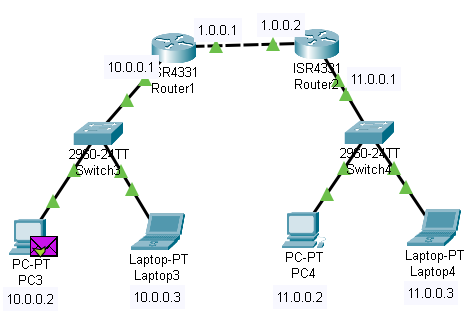 1.0.0.1
1.0.0.2
10.0.0.1
ISR4331
Router1
ISR4331
Router2
11.0.0.1
2960-24TT
Switch3
2960-24TT
Switch4
PC-PT
PC3
10.0.0.2
Laptop-PT
Laptop3
10.0.0.3
PC-PT
PC4
11.0.0.2
Laptop-PT
Laptop4
11.0.0.3